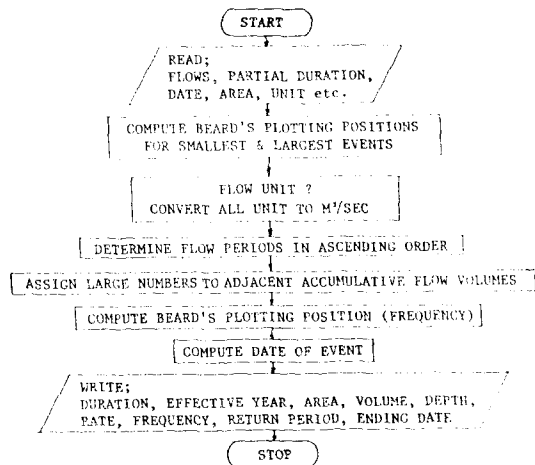 START
READ;
FLOWS, PARTIAL DURATION,
DATE, AREA, UNIT etc.
COMPUTE BEARD'S PLOTTING POSITIONS
FOR SMALLEST & LARGEST EVENTS
FLOW UNIT ?
CONVERT ALL UNIT TO M³/SEC
DETERMINE FLOW PERIODS IN ASCENDING ORDER
ASSIGN LARGE NUMBERS TO ADJACENT ACCUMULATIVE FLOW VOLUMES
COMPUTE BEARD'S PLOTTING POSITION (FREQUENCY)
COMPUTE DATE OF EVENT
WRITE;
DURATION, EFFECTIVE YEAR, AREA, VOLUME, DEPTH,
RATE, FREQUENCY, RETURN PERIOD, ENDING DATE
STOP